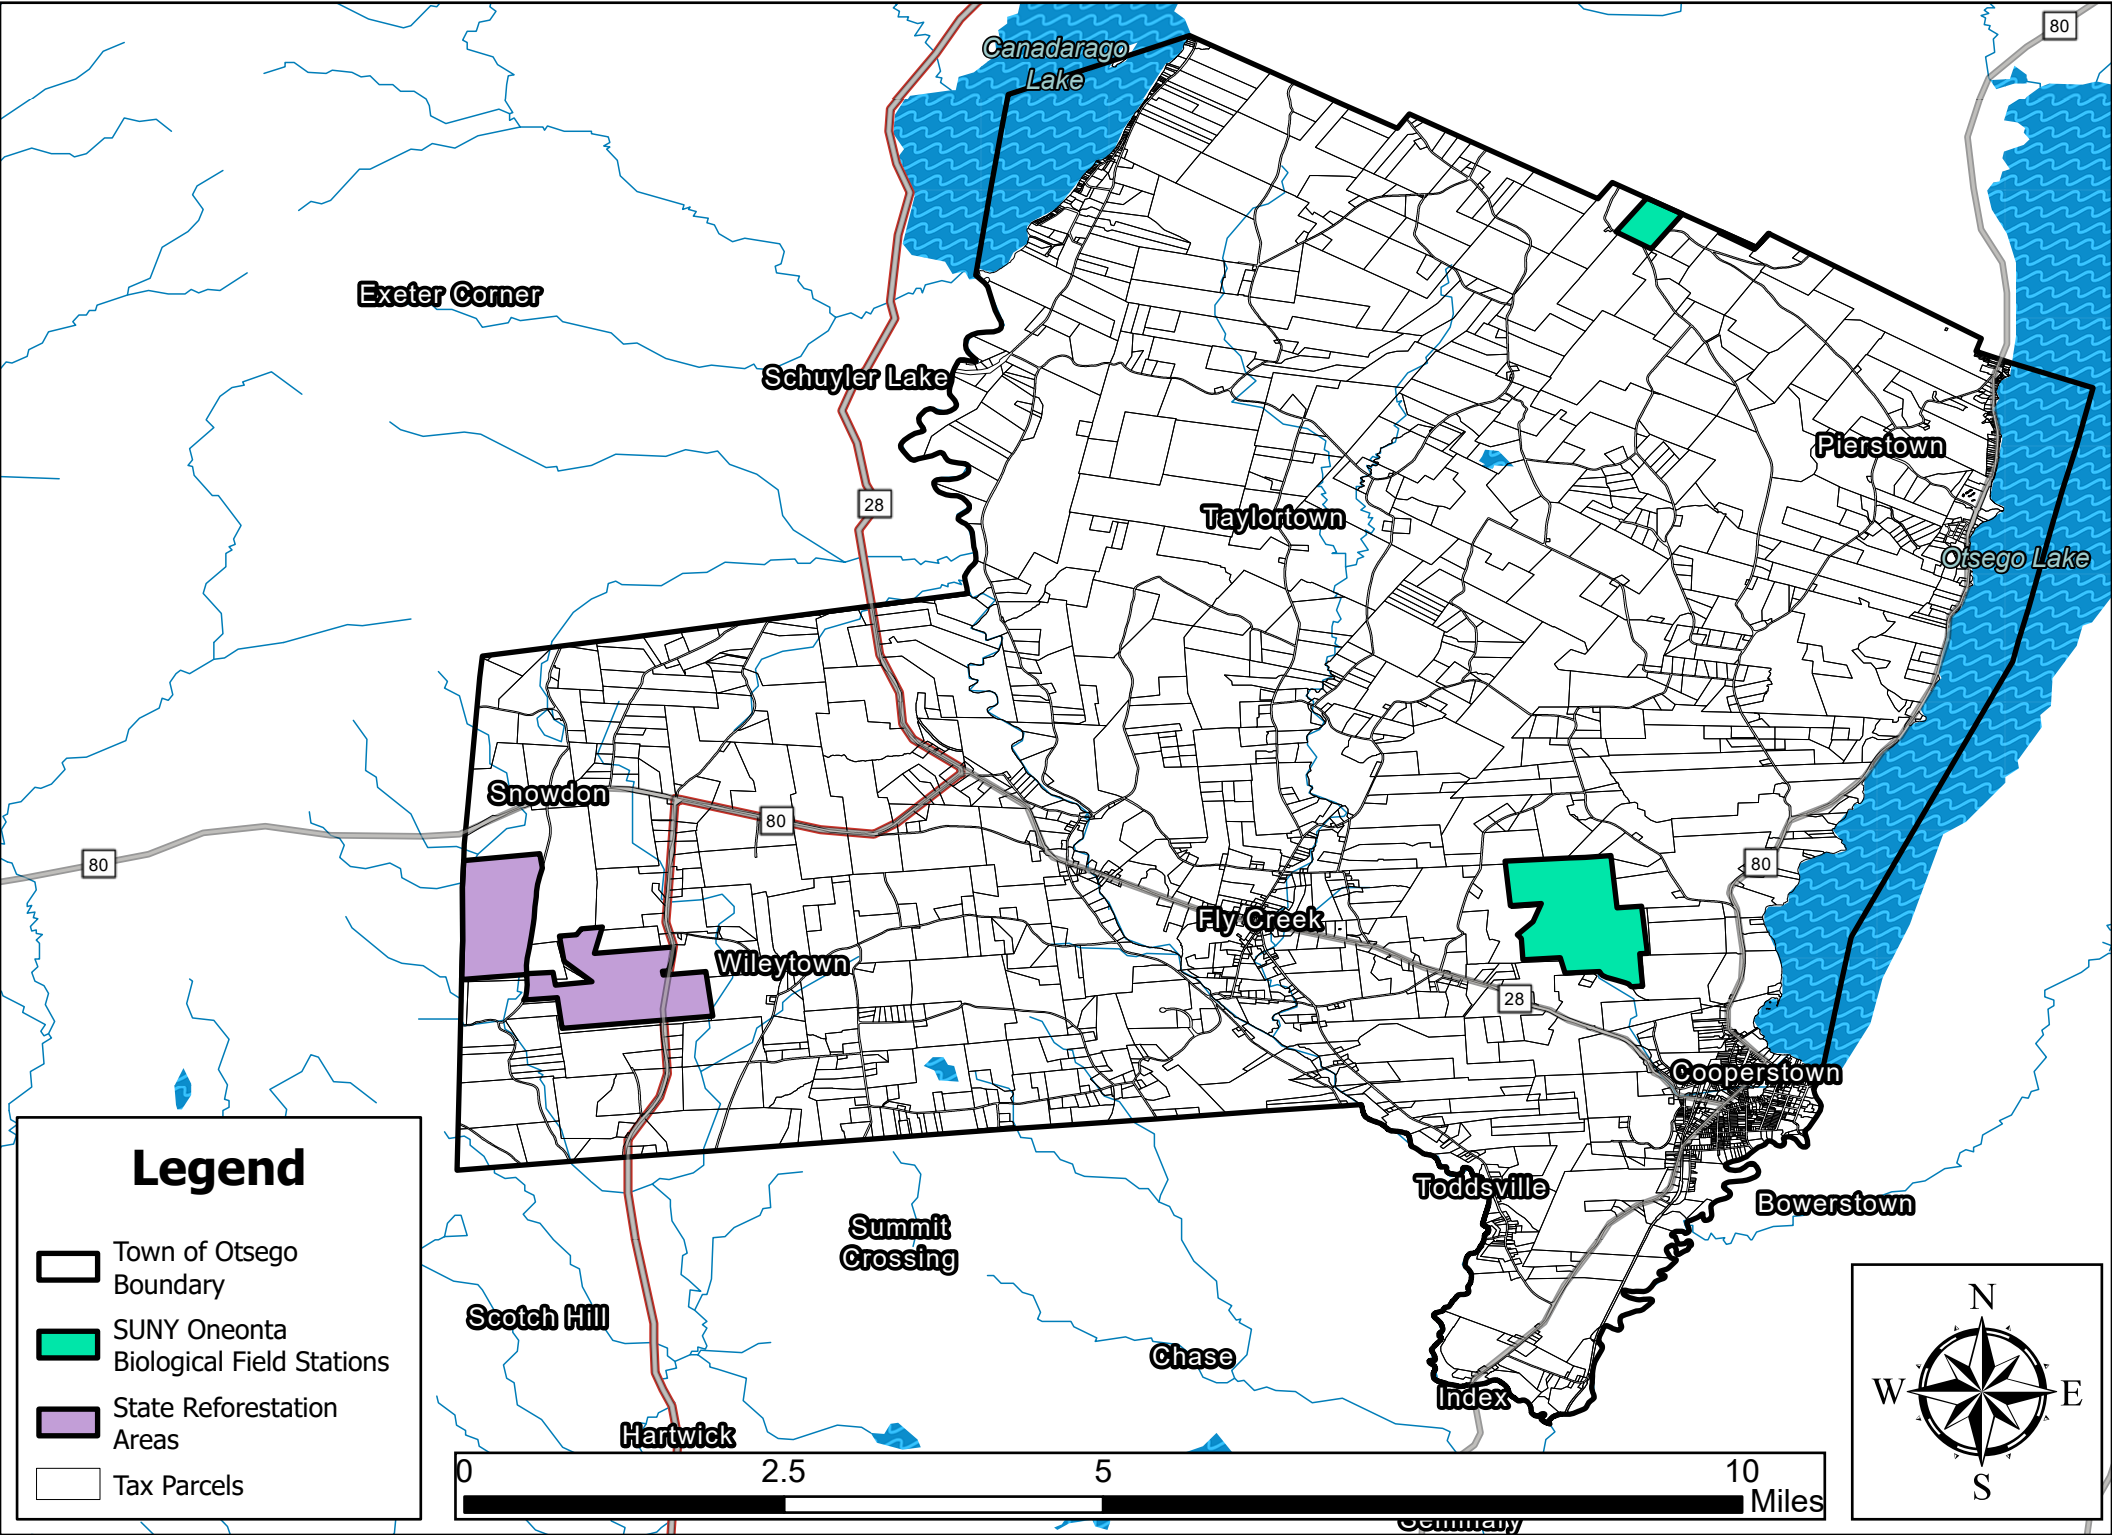 80
Canadarago
Lake
Exeter Corner
Schuyler Lake
Pierstown
28
Taylortown
Otsego Lake
Snowdon
80
80
80
Fly Creek
Wileytown
28
Cooperstown
Toddsville
Bowerstown
Summit
Crossing
Scotch Hill
Chase
Index
Hartwick
Seminary
Legend
Town of Otsego
Boundary
SUNY Oneonta
Biological Field Stations
State Reforestation
Areas
Tax Parcels
0 2.5 5 10
Miles
N
W E
S